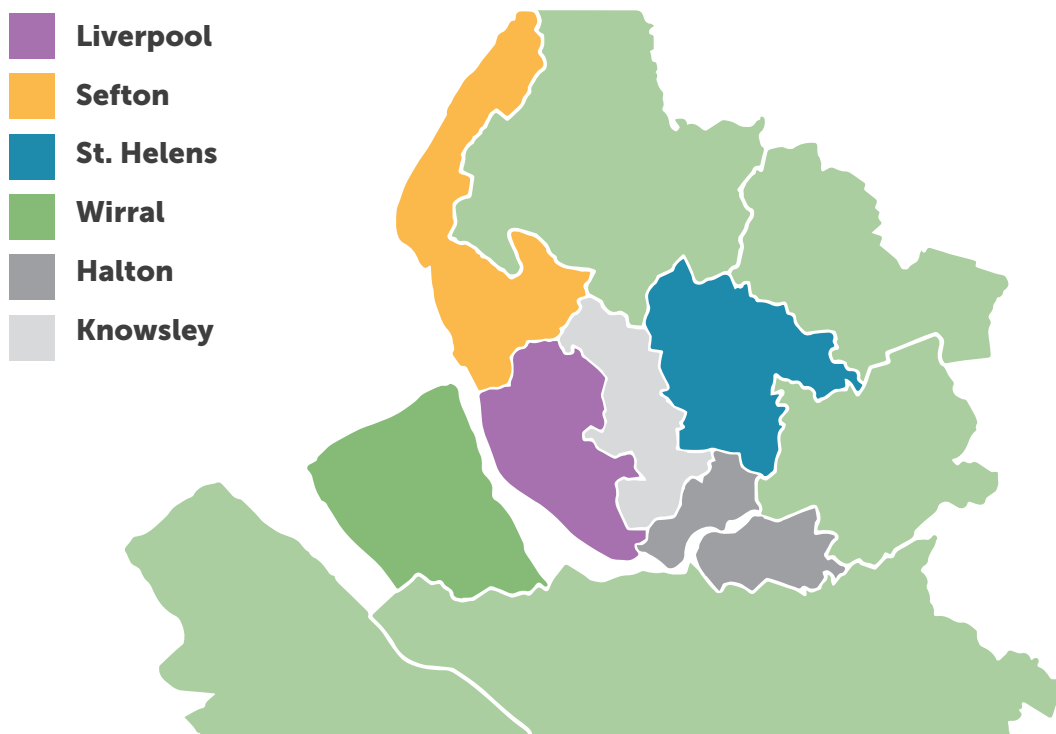 Liverpool
Sefton
St. Helens
Wirral
Halton
Knowsley